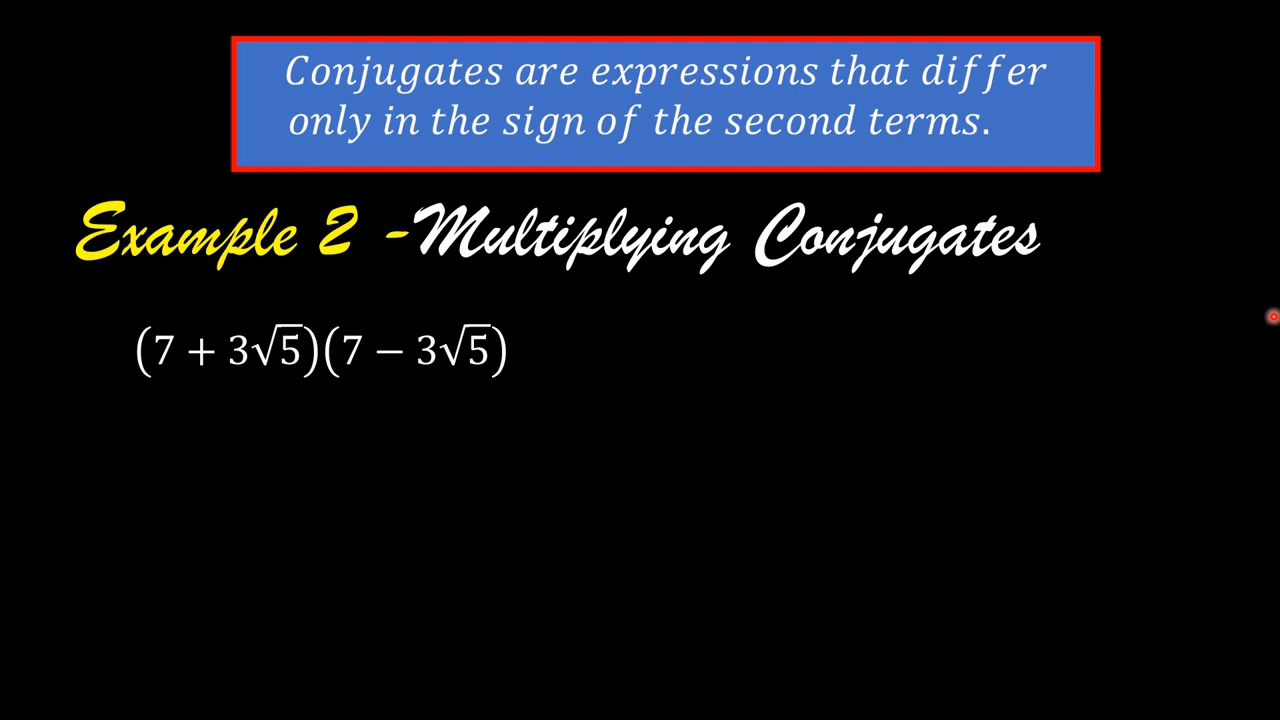 Conjugates are expressions that differ
only in the sign of the second terms.
Example 2 -Multiplying Conjugates
(7 + 3√5)(7 − 3√5)